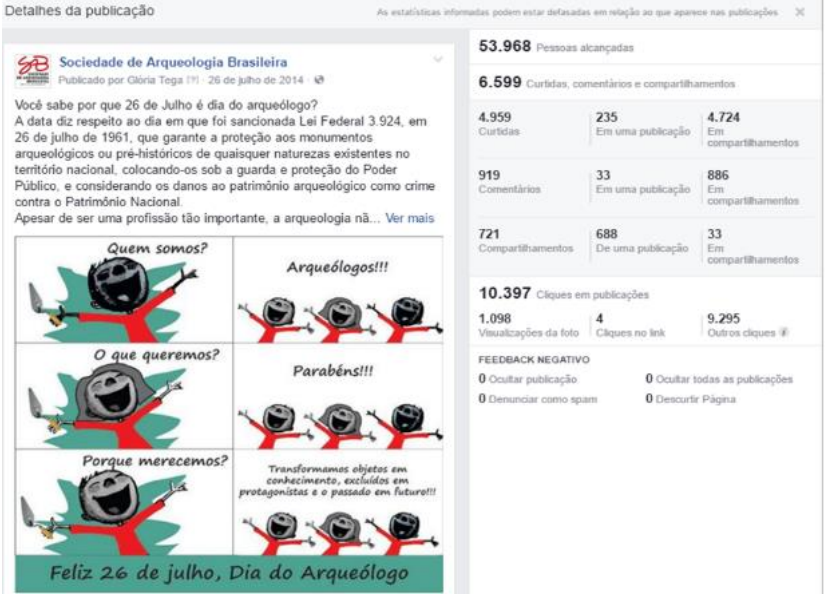 Detalhes da publicação
As estatísticas informadas podem estar defasadas em relação ao que aparece nas publicações
SAB
Sociedade de Arqueologia Brasileira
Publicado por Glória Tega [?] · 26 de julho de 2014 ·
Você sabe por que 26 de Julho é dia do arqueólogo?
A data diz respeito ao dia em que foi sancionada Lei Federal 3.924, em
26 de julho de 1961, que garante a proteção aos monumentos
arqueológicos ou pré-históricos de quaisquer naturezas existentes no
território nacional, colocando-os sob a guarda e proteção do Poder
Público, e considerando os danos ao patrimônio arqueológico como crime
contra o Patrimônio Nacional.
Apesar de ser uma profissão tão importante, a arqueologia nã... Ver mais
Quem somos?
Arqueólogos!!!
O que queremos?
Parabéns!!!
Porque merecemos?
Transformamos objetos em
conhecimento, excluídos em
protagonistas e o passado em futuro!!!
Feliz 26 de julho, Dia do Arqueólogo
53.968 Pessoas alcançadas
6.599 Curtidas, comentários e compartilhamentos
4.959 235 4.724
Curtidas Em uma publicação Em
compartilhamentos
919 33 886
Comentários Em uma publicação Em
compartilhamentos
721 688 33
Compartilhamentos De uma publicação Em
compartilhamentos
10.397 Cliques em publicações
1.098 4 9.295
Visualizações da foto Cliques no link Outros cliques
FEEDBACK NEGATIVO
0 Ocultar publicação 0 Ocultar todas as publicações
0 Denunciar como spam 0 Descurtir Página